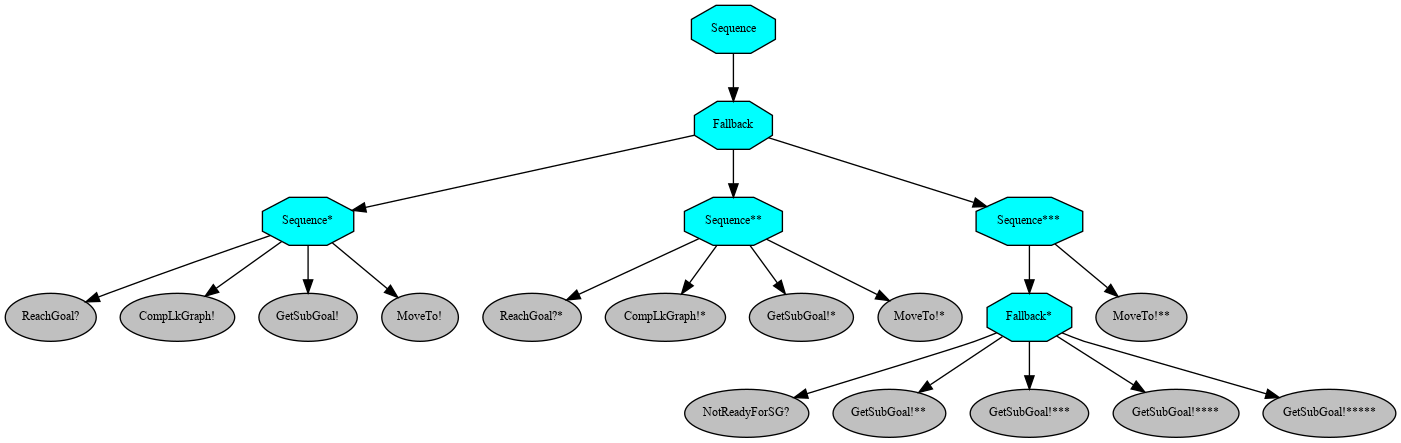 Sequence
Fallback
Sequence*
Sequence**
Sequence***
ReachGoal?
CompLkGraph!
GetSubGoal!
MoveTo!
ReachGoal?*
CompLkGraph!*
GetSubGoal!*
MoveTo!*
Fallback*
MoveTo!**
NotReadyForSG?
GetSubGoal!**
GetSubGoal!***
GetSubGoal!****
GetSubGoal!*****